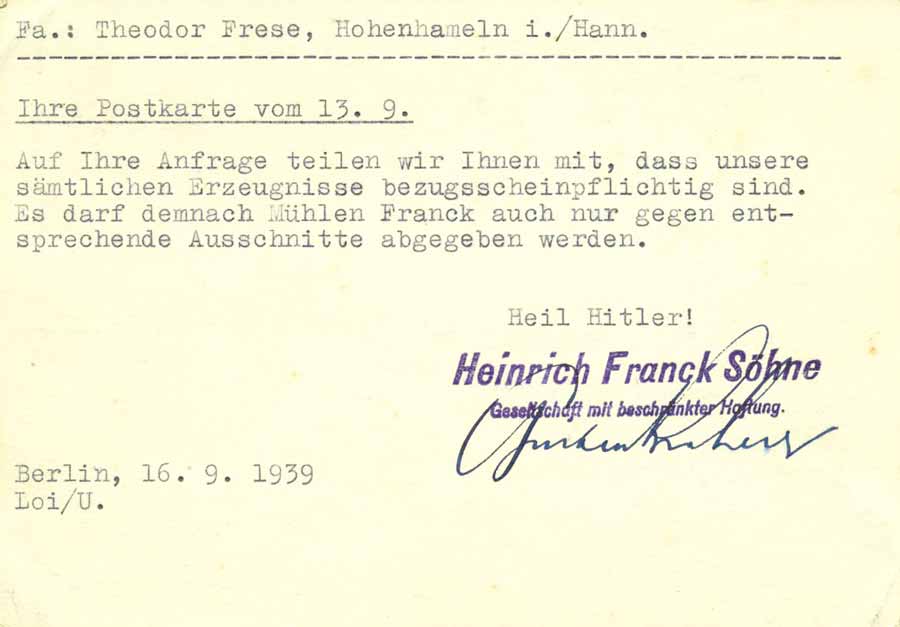 Fa.: Theodor Frese, Hohenhameln i./Hann.
Ihre Postkarte vom 13. 9.
Auf Ihre Anfrage teilen wir Ihnen mit, dass unsere
sämtlichen Erzeugnisse bezugsscheinpflichtig sind.
Es darf demnach Mühlen Franck auch nur gegen ent-
sprechende Ausschnitte abgegeben werden.
Heil Hitler!
Heinrich Franck Söhne
Gesellschaft mit beschränkter Haftung.
Berlin, 16. 9. 1939
Loi/U.